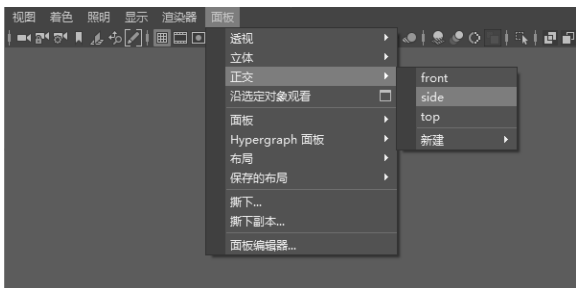 视图 着色 照明 显示 渲染器 面板
透视
立体
正交
沿选定对象观看
面板
Hypergraph 面板
布局
保存的布局
撕下...
撕下副本...
面板编辑器...
front
side
top
新建